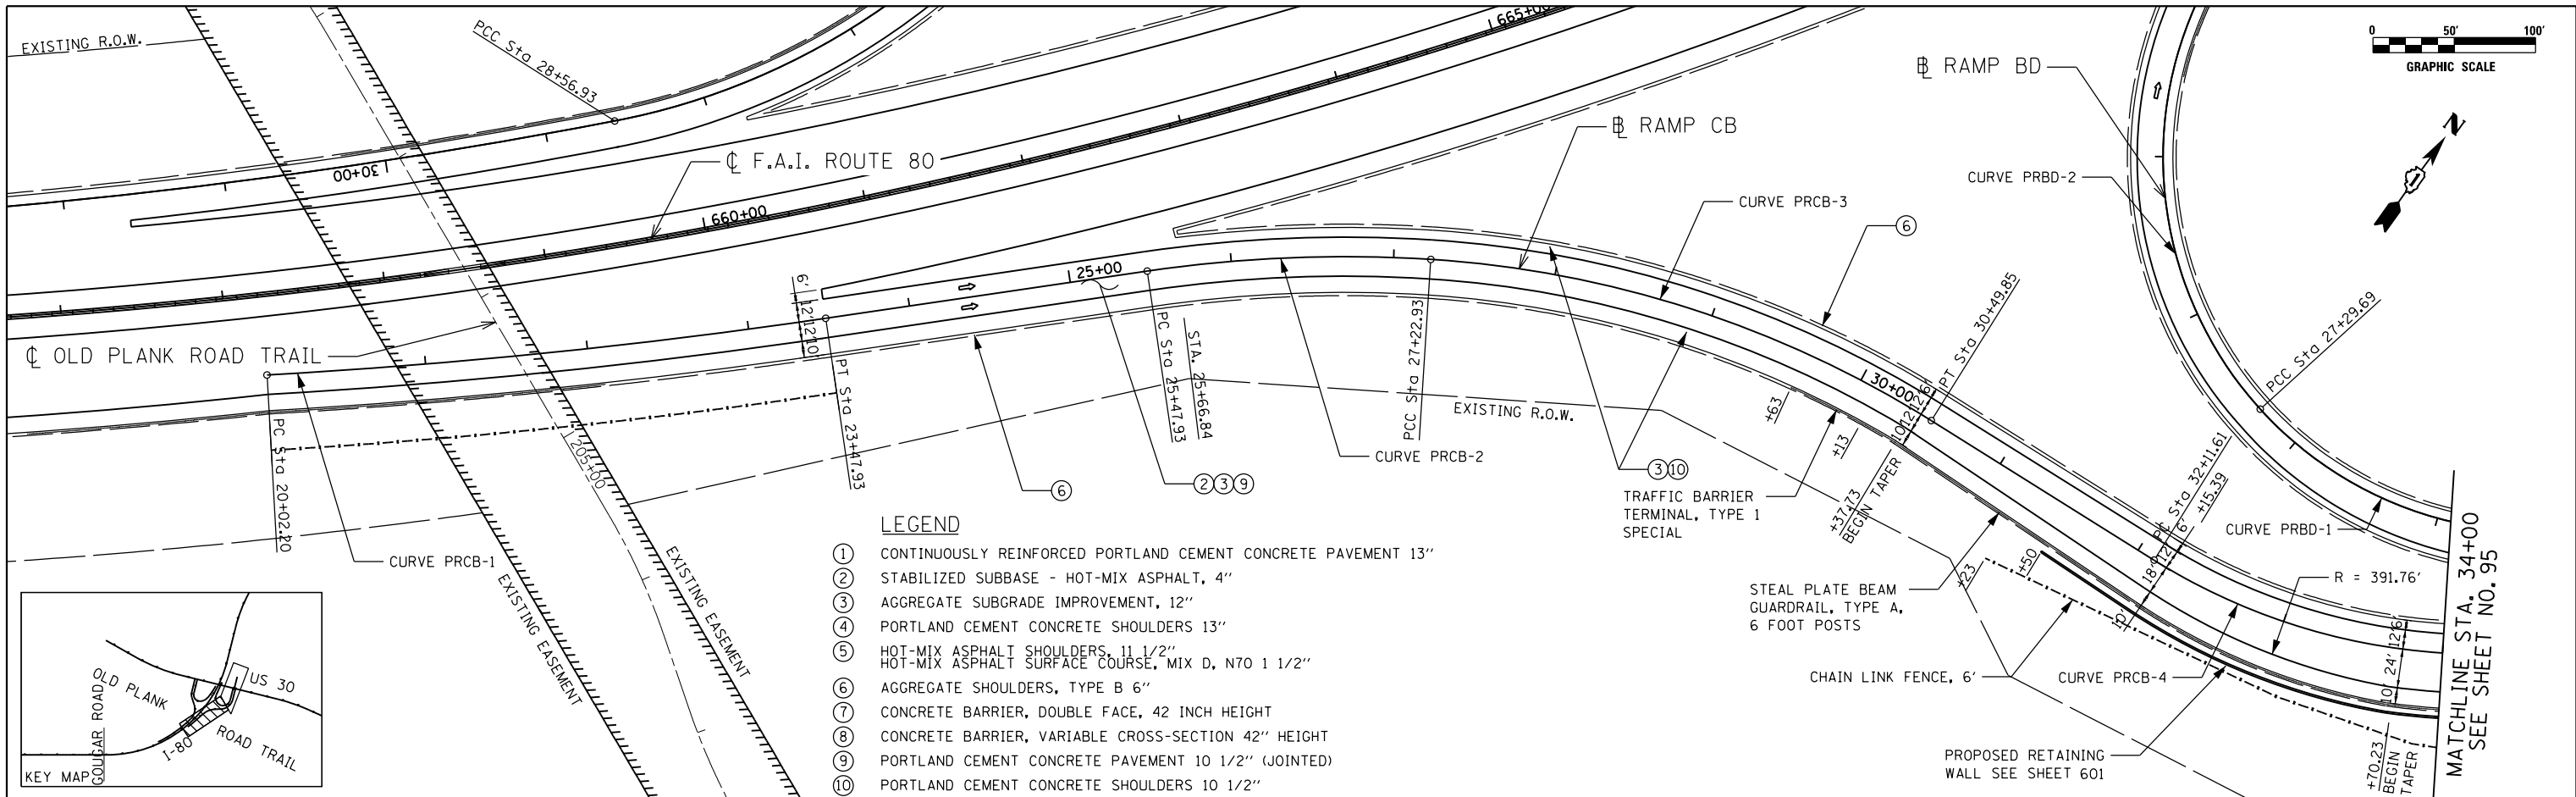 EXISTING R.O.W.
PCC Sta 28+56.93
665+00
0 50' 100'
GRAPHIC SCALE
N
℄ F.A.I. ROUTE 80
30+00
660+00
BL RAMP CB
BL RAMP BD
CURVE PRBD-2
CURVE PRCB-3
6
℄ OLD PLANK ROAD TRAIL
25+00
6'
12'
12'
10'
PT Sta 23+47.93
PC Sta 25+47.93
STA. 25+66.84
PCC Sta 27+22.93
EXISTING R.O.W.
30+00
PT Sta 30+49.85
6'
12'
12'
10'
PCC Sta 27+29.69
PC Sta 20+02.20
CURVE PRCB-1
205+00
EXISTING EASEMENT
EXISTING EASEMENT
6
2 3 9
CURVE PRCB-2
3 10
+63
+13
+37.73
BEGIN TAPER
TRAFFIC BARRIER
TERMINAL, TYPE 1
SPECIAL
STEAL PLATE BEAM
GUARDRAIL, TYPE A,
6 FOOT POSTS
+23
+50
PC Sta 32+11.61
+15.39
6'
12'
18'
10'
CURVE PRBD-1
R = 391.76'
CHAIN LINK FENCE, 6'
CURVE PRCB-4
6'
12'
24'
10'
PROPOSED RETAINING
WALL SEE SHEET 601
+70.23
BEGIN
TAPER
MATCHLINE STA. 34+00
SEE SHEET NO. 95
LEGEND
1 CONTINUOUSLY REINFORCED PORTLAND CEMENT CONCRETE PAVEMENT 13"
2 STABILIZED SUBBASE - HOT-MIX ASPHALT, 4"
3 AGGREGATE SUBGRADE IMPROVEMENT, 12"
4 PORTLAND CEMENT CONCRETE SHOULDERS 13"
5 HOT-MIX ASPHALT SHOULDERS, 11 1/2"
HOT-MIX ASPHALT SURFACE COURSE, MIX D, N70 1 1/2"
6 AGGREGATE SHOULDERS, TYPE B 6"
7 CONCRETE BARRIER, DOUBLE FACE, 42 INCH HEIGHT
8 CONCRETE BARRIER, VARIABLE CROSS-SECTION 42" HEIGHT
9 PORTLAND CEMENT CONCRETE PAVEMENT 10 1/2" (JOINTED)
10 PORTLAND CEMENT CONCRETE SHOULDERS 10 1/2"
OLD PLANK
ROAD TRAIL
US 30
GOUGAR ROAD
I-80
KEY MAP